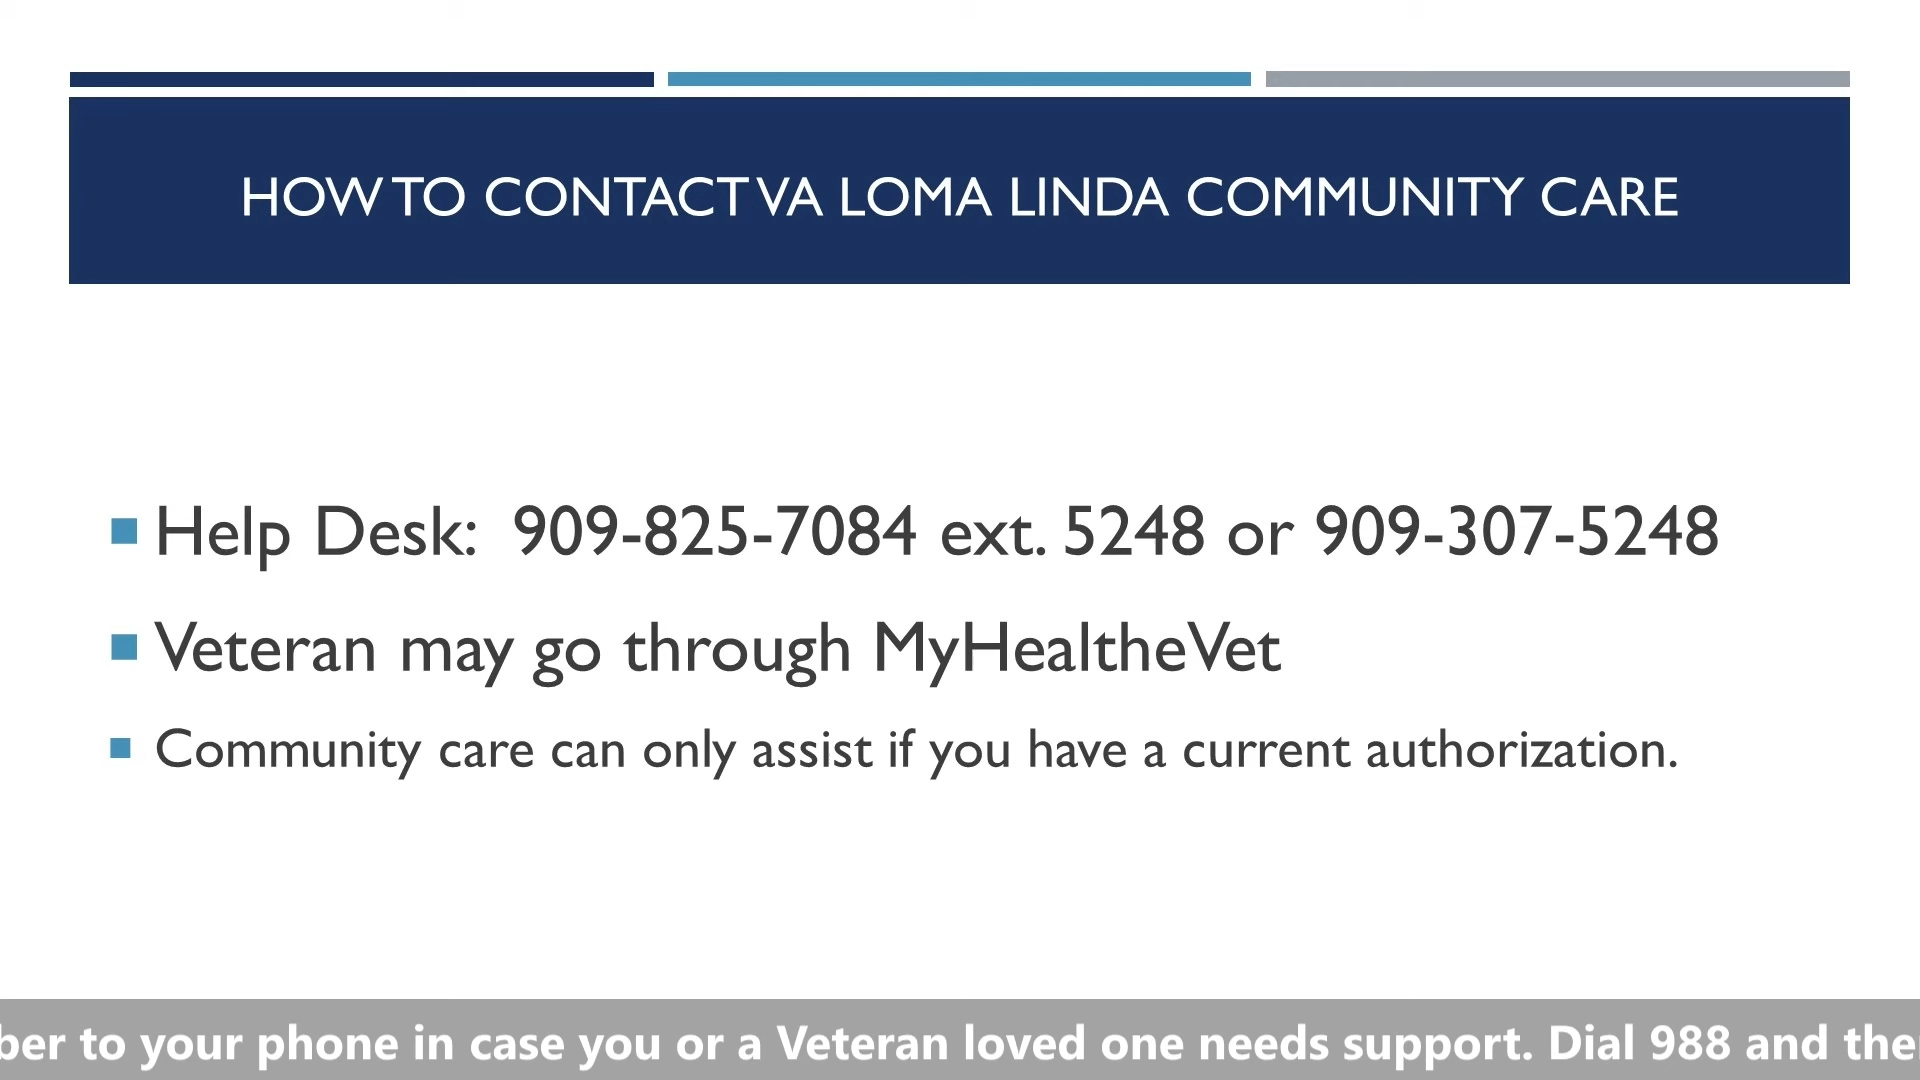 HOW TO CONTACT VA LOMA LINDA COMMUNITY CARE
Help Desk:  909-825-7084 ext. 5248 or 909-307-5248
Veteran may go through MyHealtheVet
Community care can only assist if you have a current authorization.
to your phone in case you or a Veteran loved one needs support. Dial 988 and